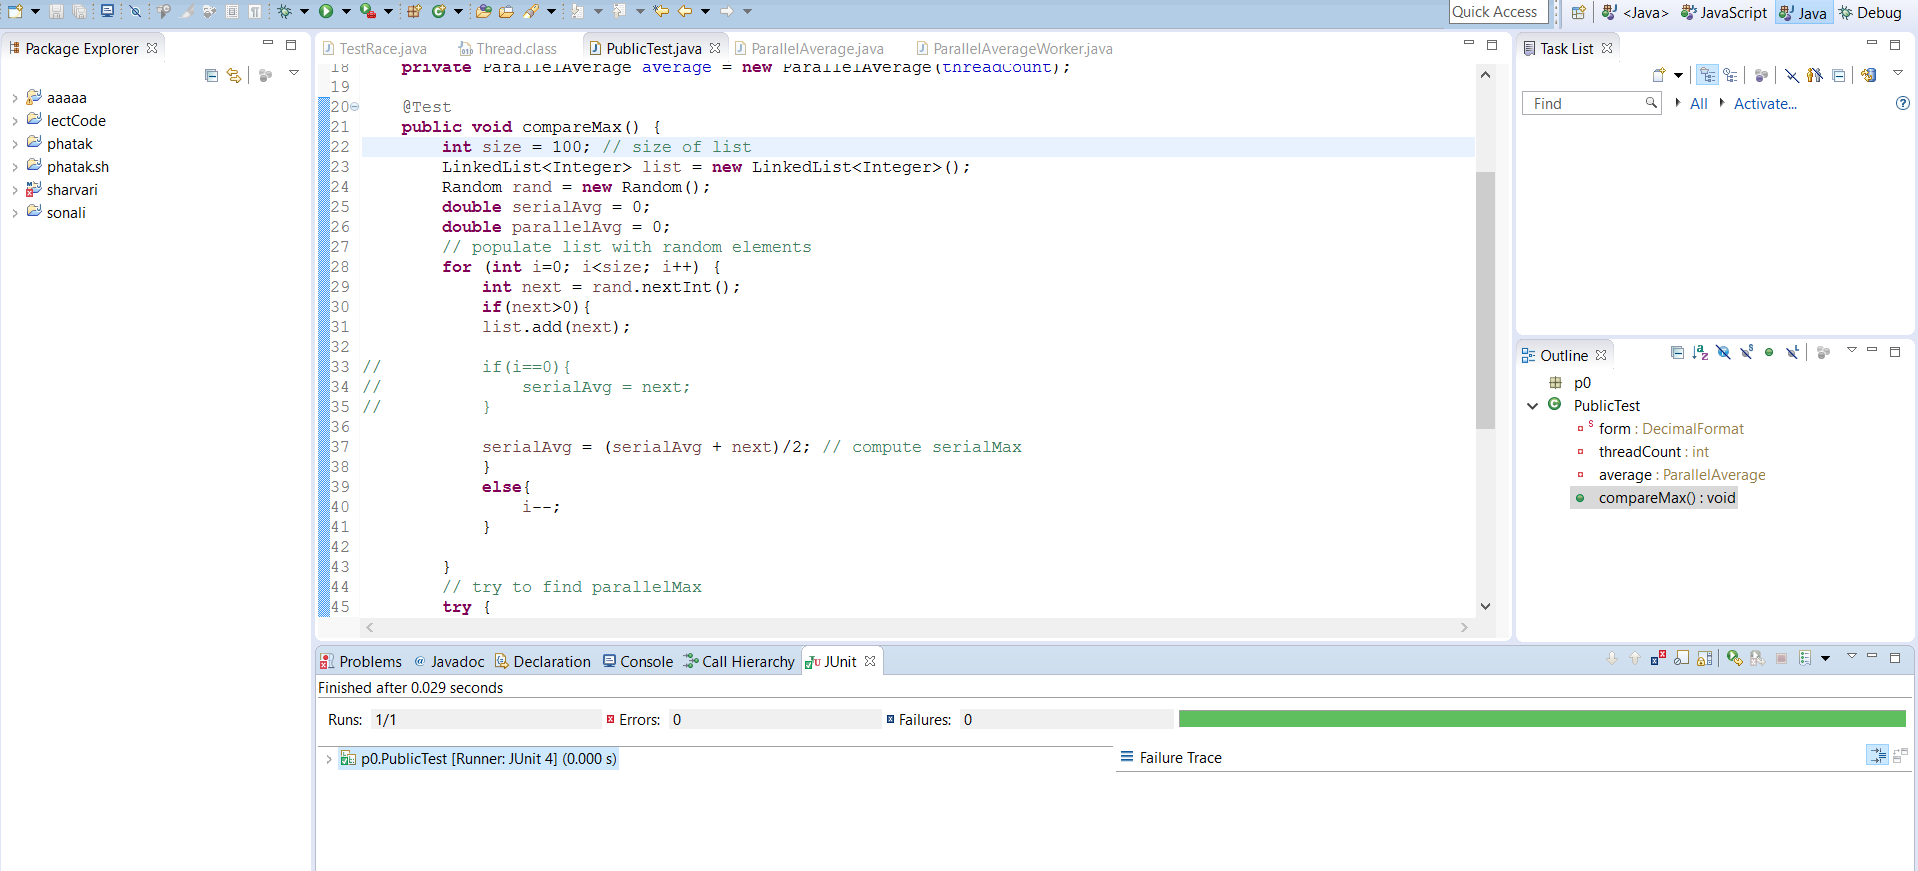 Quick Access
<Java>
JavaScript
Java
Debug
Package Explorer
aaaaa
lectCode
phatak
phatak.sh
sharvari
sonali
TestRace.java
Thread.class
PublicTest.java
ParallelAverage.java
ParallelAverageWorker.java
18 private ParallelAverage average = new ParallelAverage(threadCount);
19
20 @Test
21 public void compareMax() {
22 int size = 100; // size of list
23 LinkedList<Integer> list = new LinkedList<Integer>();
24 Random rand = new Random();
25 double serialAvg = 0;
26 double parallelAvg = 0;
27 // populate list with random elements
28 for (int i=0; i<size; i++) {
29 int next = rand.nextInt();
30 if(next>0){
31 list.add(next);
32
33 // if(i==0){
34 // serialAvg = next;
35 // }
36
37 serialAvg = (serialAvg + next)/2; // compute serialMax
38 }
39 else{
40 i--;
41 }
42
43 }
44 // try to find parallelMax
45 try {
Task List
Find
All
Activate...
Outline
p0
PublicTest
form : DecimalFormat
threadCount : int
average : ParallelAverage
compareMax() : void
Problems
@ Javadoc
Declaration
Console
Call Hierarchy
JUnit
Finished after 0.029 seconds
Runs: 1/1
Errors: 0
Failures: 0
p0.PublicTest [Runner: JUnit 4] (0.000 s)
Failure Trace